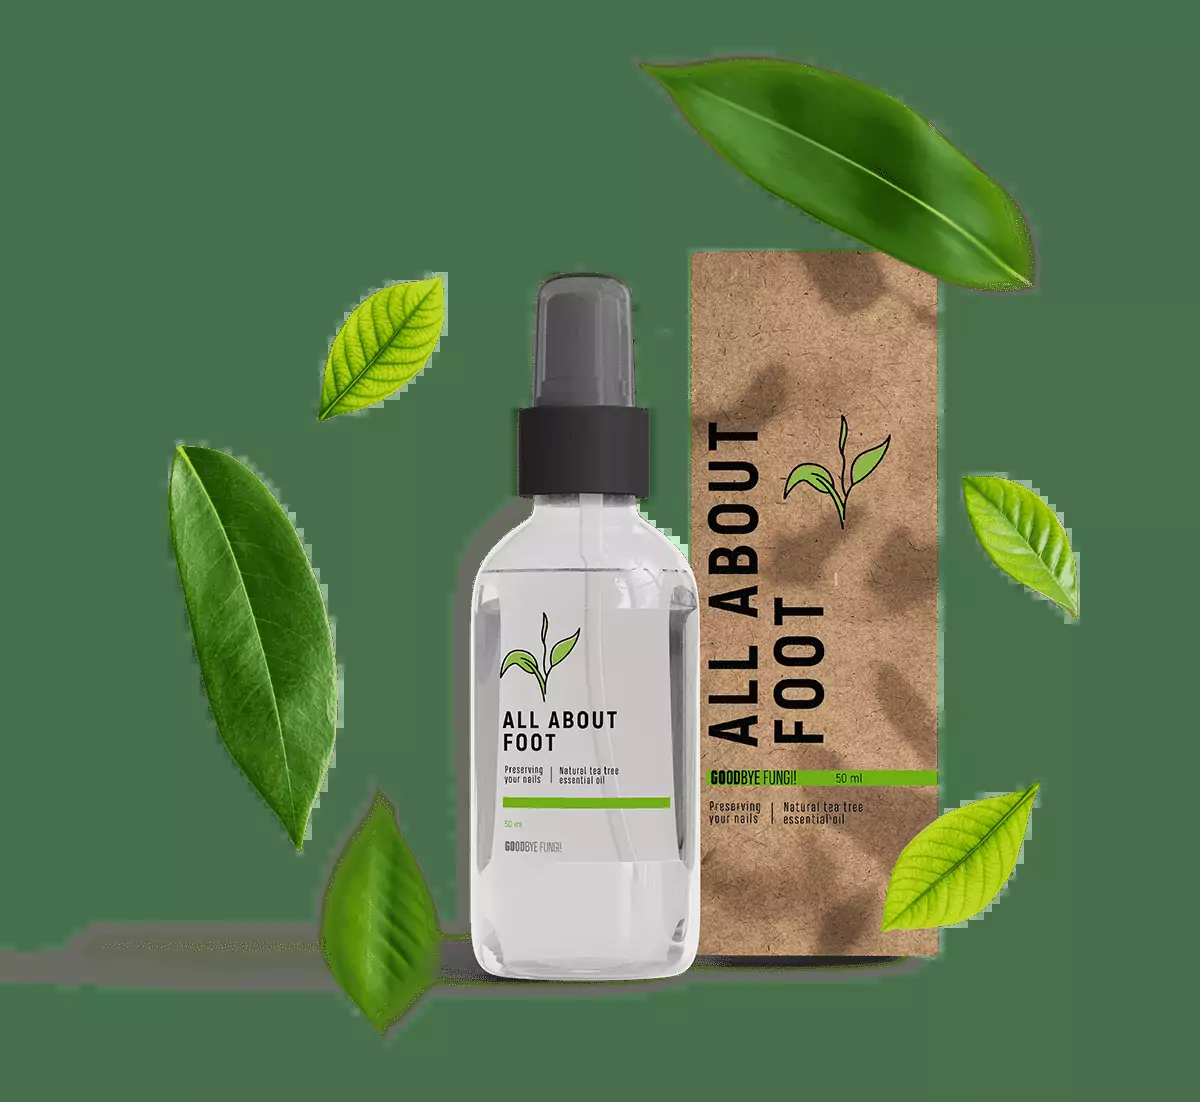 ALL ABOUT
FOOT
Preserving
your nails
Natural tea tree
essential oil
50 ml
GOODBYE FUNGI!
ALL ABOUT
FOOT
GOODBYE FUNGI!
50 ml
Preserving
your nails
Natural tea tree
essential oil